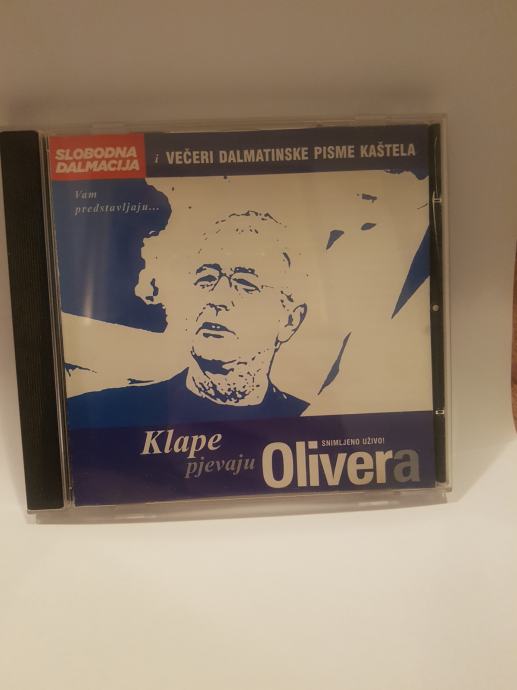 SLOBODNA
DALMACIJA
i VEČERI DALMATINSKE PISME KAŠTELA
Vam
predstavljaju...
SNIMLJENO UŽIVO!
Klape
pjevaju Olivera